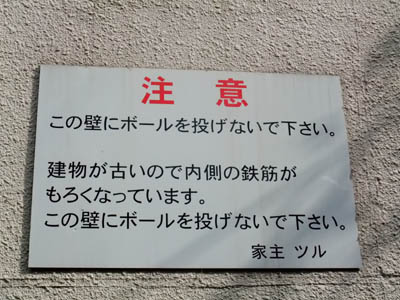 注意
この壁にボールを投げないで下さい。
建物が古いので内側の鉄筋が
もろくなっています。
この壁にボールを投げないで下さい。
家主 ツル